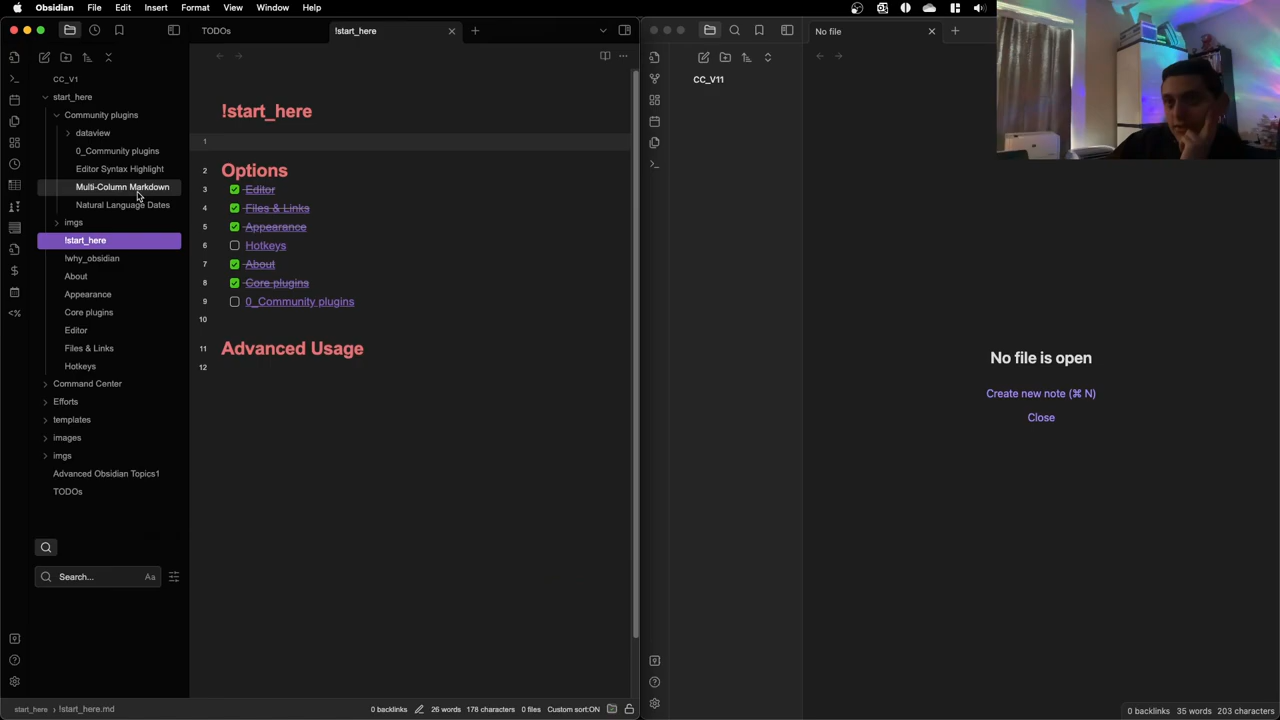 Obsidian File Edit Insert Format View Window Help
TODOs
!start_here
CC_V1
start_here
Community plugins
dataview
0_Community plugins
Editor Syntax Highlight
Multi-Column Markdown
Natural Language Dates
imgs
!start_here
!why_obsidian
About
Appearance
Core plugins
Editor
Files & Links
Hotkeys
Command Center
Efforts
templates
images
imgs
Advanced Obsidian Topics1
TODOs
Search... Aa
start_here > !start_here.md
!start_here
1
2 Options
3 Editor
4 Files & Links
5 Appearance
6 Hotkeys
7 About
8 Core plugins
9 0_Community plugins
10
11 Advanced Usage
12
0 backlinks 26 words 178 characters 0 files Custom sort:ON
No file
CC_V11
No file is open
Create new note (⌘ N)
Close
0 backlinks 35 words 203 characters